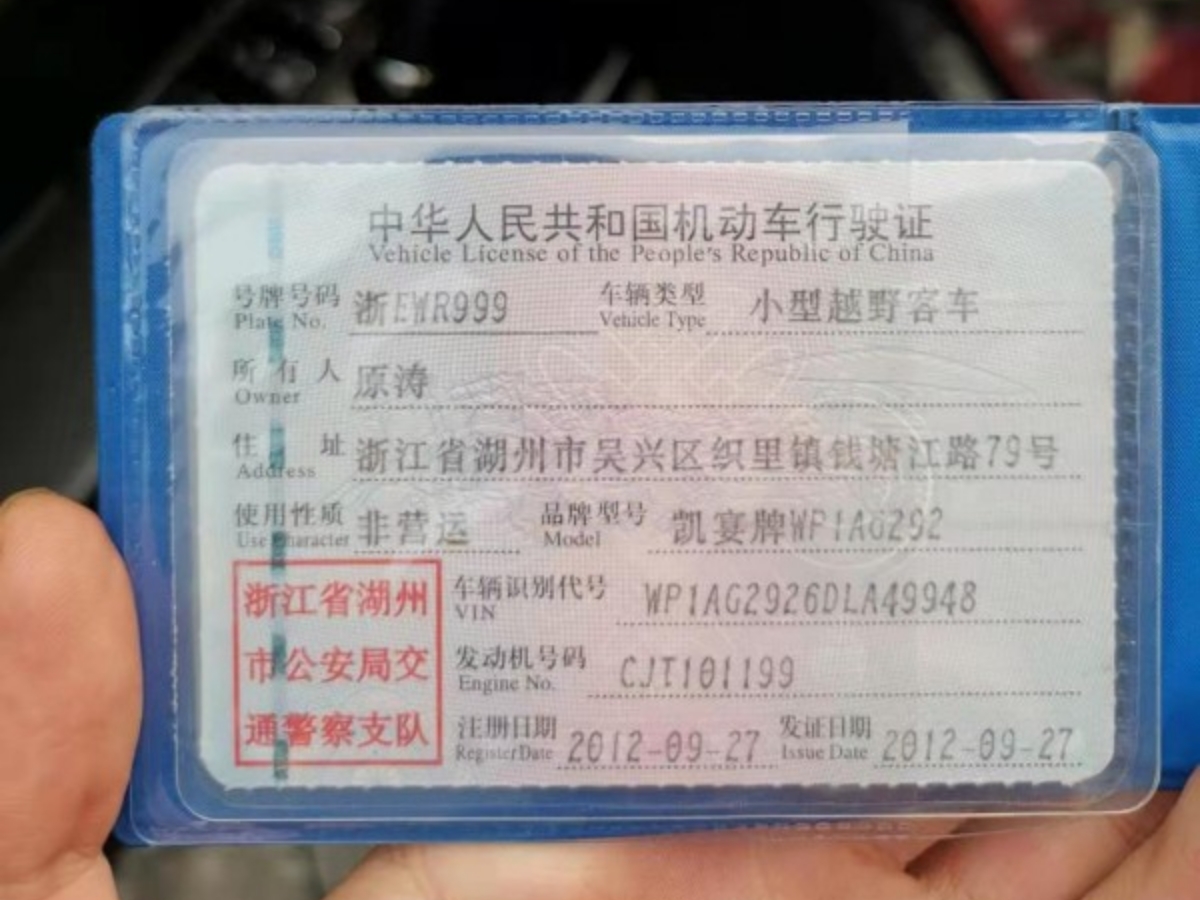 中华人民共和国机动车行驶证
Vehicle License of the People's Republic of China
号牌号码 浙EWR999 车辆类型 小型越野客车
Plate No. Vehicle Type
所有人 原涛
Owner
住址 浙江省湖州市吴兴区织里镇钱塘江路79号
Address
使用性质 非营运 品牌型号 凯宴牌WP1AG292
Use Character Model
浙江省湖州
市公安局交
通警察支队
车辆识别代号 WP1AG2926DLA49948
VIN
发动机号码 CJT101199
Engine No.
注册日期 2012-09-27 发证日期 2012-09-27
Register Date Issue Date